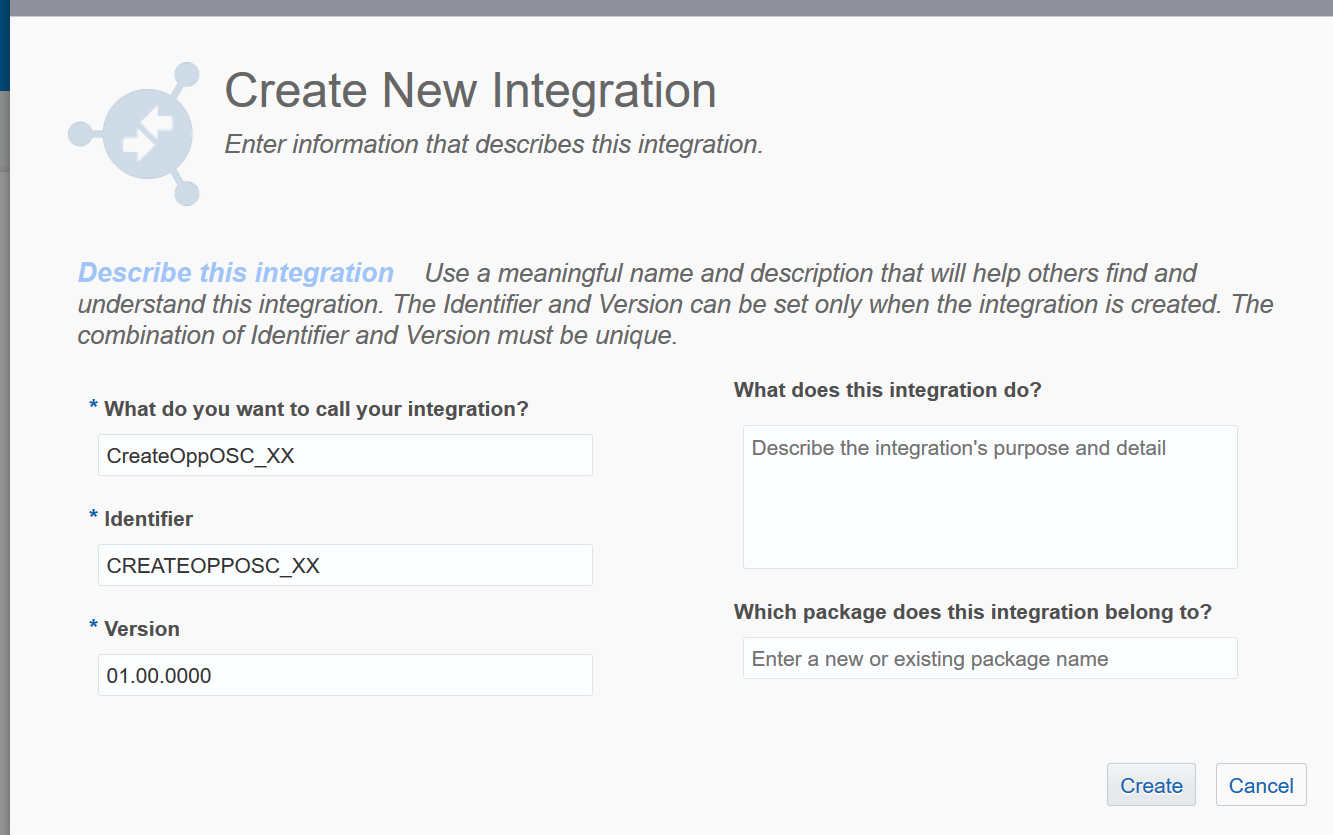 Create New Integration
Enter information that describes this integration.
Describe this integration Use a meaningful name and description that will help others find and
understand this integration. The Identifier and Version can be set only when the integration is created. The
combination of Identifier and Version must be unique.
* What do you want to call your integration?
CreateOppOSC_XX
* Identifier
CREATEOPPOSC_XX
* Version
01.00.0000
What does this integration do?
Describe the integration's purpose and detail
Which package does this integration belong to?
Enter a new or existing package name
Create
Cancel